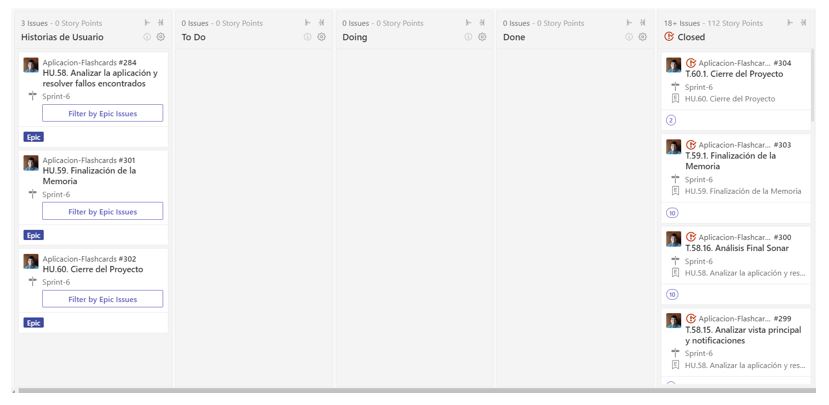 3 Issues - 0 Story Points
Historias de Usuario
Aplicacion-Flashcards #284
HU.58. Analizar la aplicación y
resolver fallos encontrados
Sprint-6
Filter by Epic Issues
Epic
Aplicacion-Flashcards #301
HU.59. Finalización de la
Memoria
Sprint-6
Filter by Epic Issues
Epic
Aplicacion-Flashcards #302
HU.60. Cierre del Proyecto
Sprint-6
Filter by Epic Issues
Epic
0 Issues - 0 Story Points
To Do
0 Issues - 0 Story Points
Doing
0 Issues - 0 Story Points
Done
18+ Issues - 112 Story Points
Closed
Aplicacion-Flashcar... #304
T.60.1. Cierre del Proyecto
Sprint-6
HU.60. Cierre del Proyecto
2
Aplicacion-Flashcar... #303
T.59.1. Finalización de la
Memoria
Sprint-6
HU.59. Finalización de la Memoria
10
Aplicacion-Flashcar... #300
T.58.16. Análisis Final Sonar
Sprint-6
HU.58. Analizar la aplicación y res...
10
Aplicacion-Flashcar... #299
T.58.15. Analizar vista principal
y notificaciones
Sprint-6
HU.58. Analizar la aplicación y res...